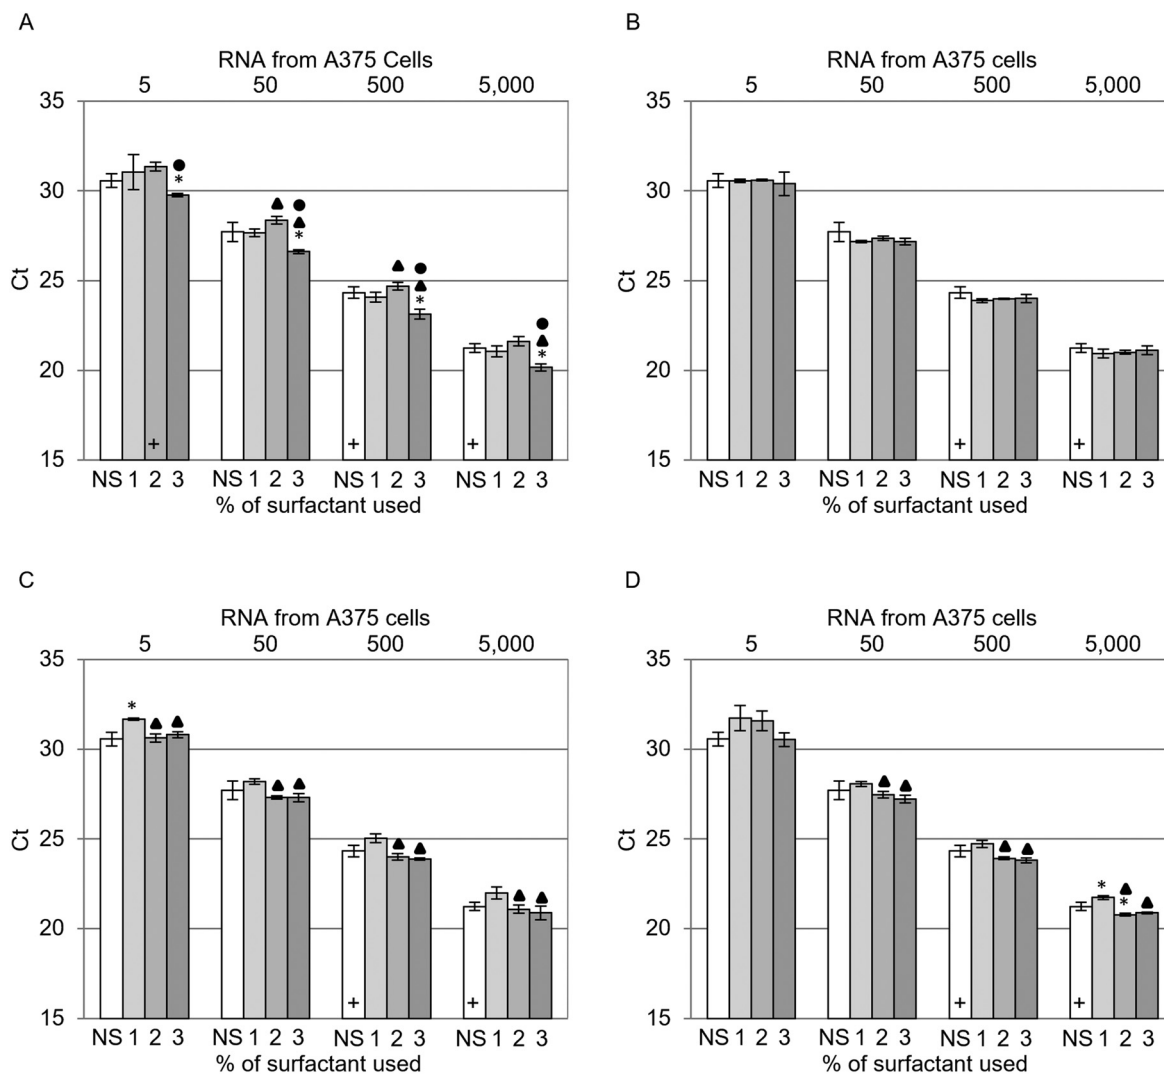 A
RNA from A375 Cells
5 50 500 5,000
35
30
25
20
15
Ct
* * * *
+ + +
NS 1 2 3 NS 1 2 3 NS 1 2 3 NS 1 2 3
% of surfactant used
B
RNA from A375 cells
5 50 500 5,000
35
30
25
20
15
Ct
+ +
NS 1 2 3 NS 1 2 3 NS 1 2 3 NS 1 2 3
% of surfactant used
C
RNA from A375 cells
5 50 500 5,000
35
30
25
20
15
Ct
*
+ +
NS 1 2 3 NS 1 2 3 NS 1 2 3 NS 1 2 3
% of surfactant used
D
RNA from A375 cells
5 50 500 5,000
35
30
25
20
15
Ct
* *
+ +
NS 1 2 3 NS 1 2 3 NS 1 2 3 NS 1 2 3
% of surfactant used